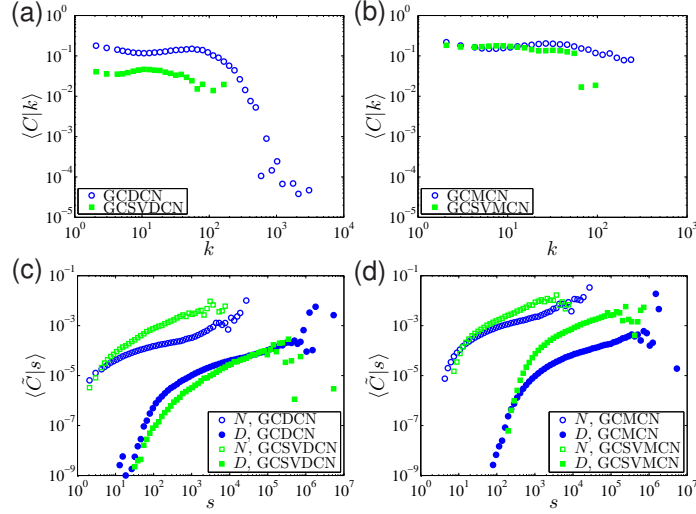 (a)
10^0
10^-1
10^-2
10^-3
10^-4
10^-5
⟨C|k⟩
GCDCN
GCSVDCN
10^0 10^1 10^2 10^3 10^4
k
(b)
10^0
10^-1
10^-2
10^-3
10^-4
10^-5
⟨C|k⟩
GCMCN
GCSVMCN
10^0 10^1 10^2 10^3
k
(c)
10^-1
10^-3
10^-5
10^-7
10^-9
⟨C̃|s⟩
N, GCDCN
D, GCDCN
N, GCSVDCN
D, GCSVDCN
10^0 10^1 10^2 10^3 10^4 10^5 10^6 10^7
s
(d)
10^-1
10^-3
10^-5
10^-7
10^-9
⟨C̃|s⟩
N, GCMCN
D, GCMCN
N, GCSVMCN
D, GCSVMCN
10^0 10^1 10^2 10^3 10^4 10^5 10^6 10^7
s